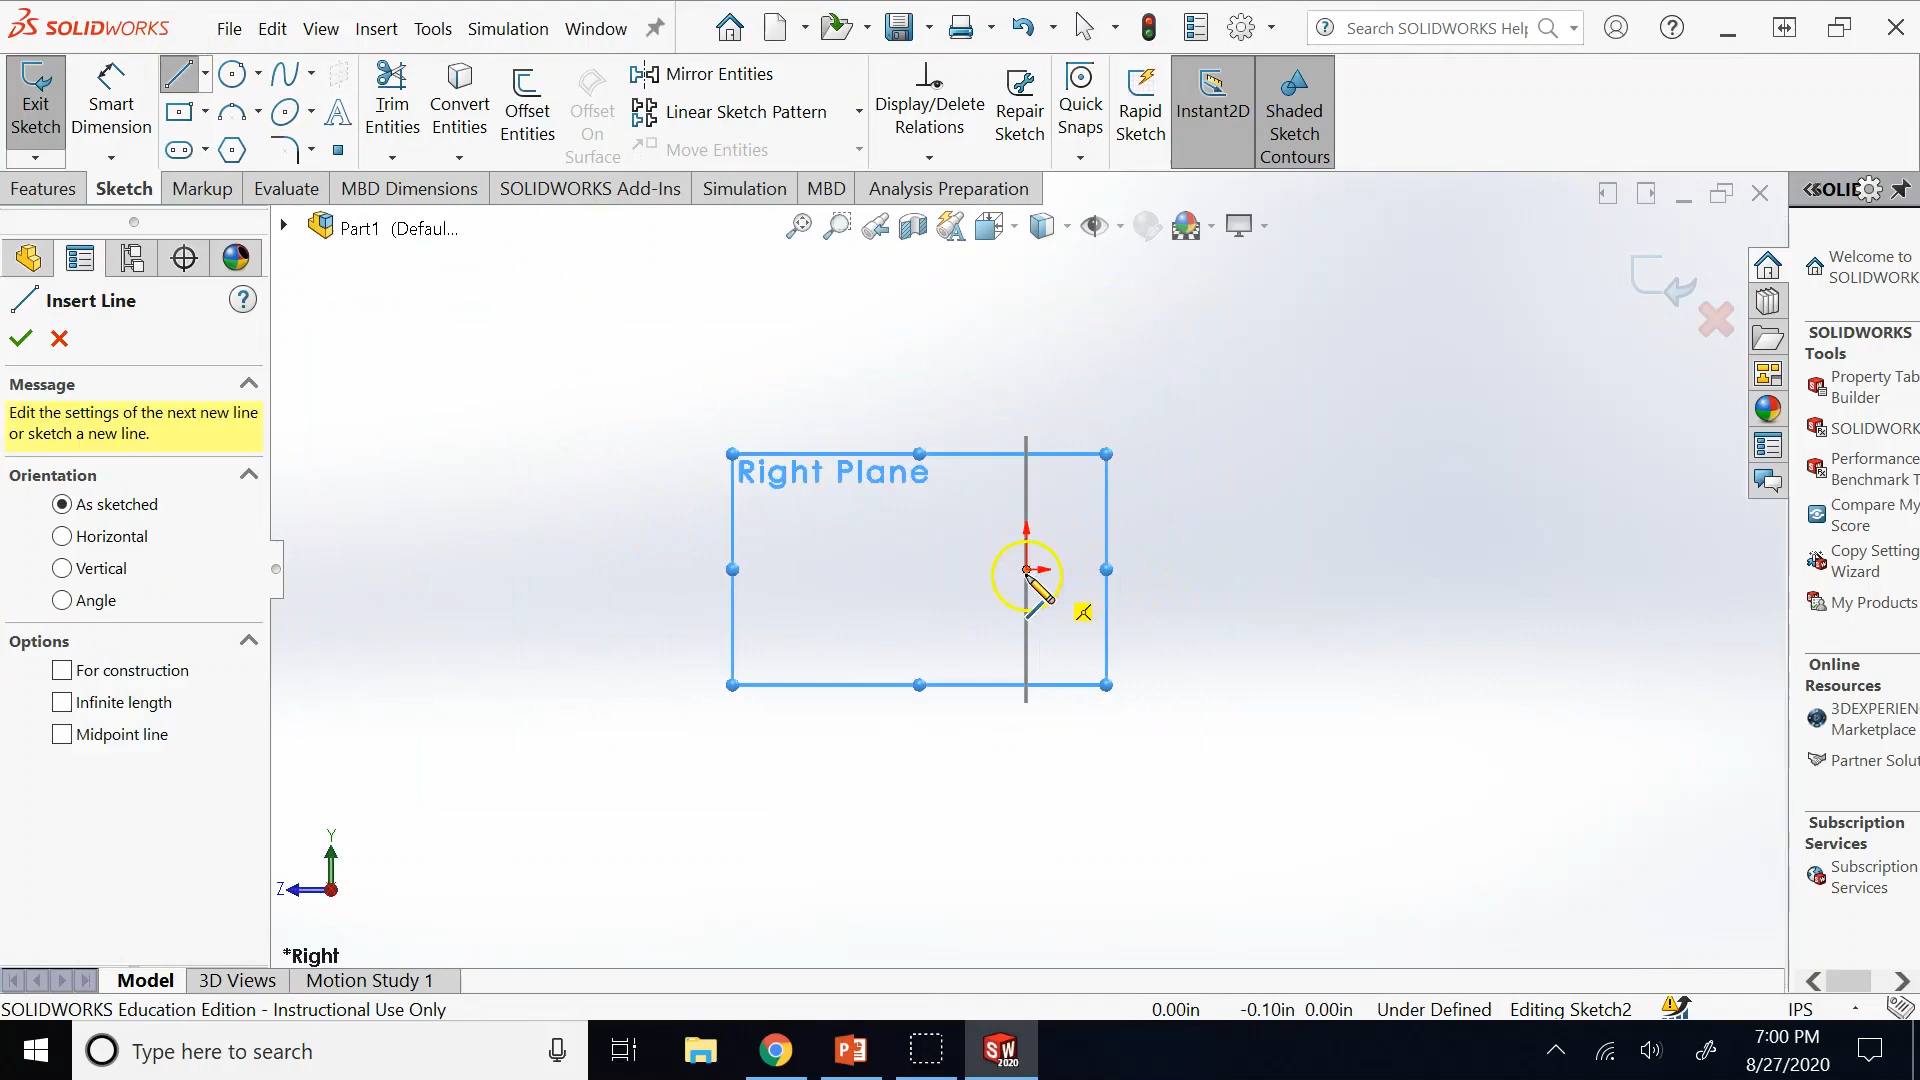 SOLIDWORKS
File Edit View Insert Tools Simulation Window
Search SOLIDWORKS Help
Exit Sketch
Smart Dimension
Trim Entities
Convert Entities
Offset Entities
Offset On Surface
Mirror Entities
Linear Sketch Pattern
Move Entities
Display/Delete Relations
Repair Sketch
Quick Snaps
Rapid Sketch
Instant2D
Shaded Sketch Contours
Features Sketch Markup Evaluate MBD Dimensions SOLIDWORKS Add-Ins Simulation MBD Analysis Preparation
SOLID
Part1 (Defaul...
Insert Line
Message
Edit the settings of the next new line
or sketch a new line.
Orientation
As sketched
Horizontal
Vertical
Angle
Options
For construction
Infinite length
Midpoint line
Right Plane
Y
Z
*Right
Welcome to
SOLIDWORK
SOLIDWORKS
Tools
Property Tab
Builder
SOLIDWORK
Performance
Benchmark T
Compare My
Score
Copy Setting
Wizard
My Products
Online
Resources
3DEXPERIEN
Marketplace
Partner Solut
Subscription
Services
Subscription
Services
Model 3D Views Motion Study 1
SOLIDWORKS Education Edition - Instructional Use Only
0.00in -0.10in 0.00in Under Defined Editing Sketch2 IPS
Type here to search
SW
2020
7:00 PM
8/27/2020